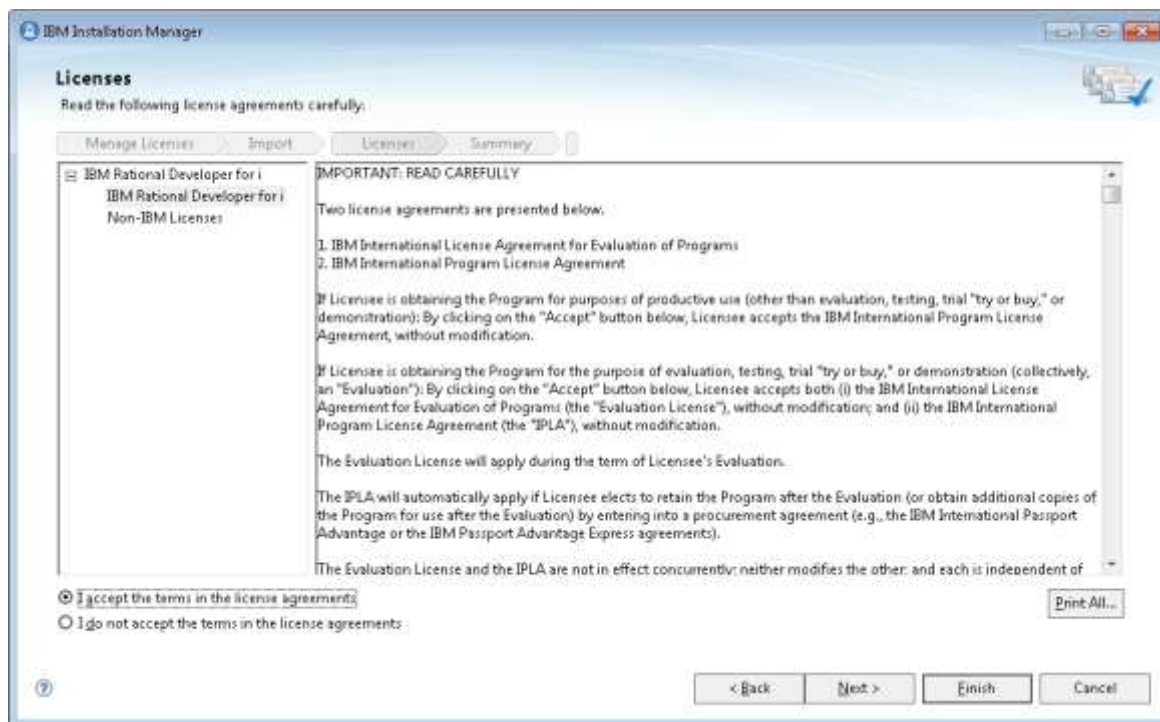 IBM Installation Manager
Licenses
Read the following license agreements carefully.
Manage Licenses Import Licenses Summary
IBM Rational Developer for i
IBM Rational Developer for i
Non-IBM Licenses
IMPORTANT: READ CAREFULLY
Two license agreements are presented below.
1. IBM International License Agreement for Evaluation of Programs
2. IBM International Program License Agreement
If Licensee is obtaining the Program for purposes of productive use (other than evaluation, testing, trial "try or buy," or
demonstration): By clicking on the "Accept" button below, Licensee accepts the IBM International Program License
Agreement, without modification.
If Licensee is obtaining the Program for the purpose of evaluation, testing, trial "try or buy," or demonstration (collectively,
an "Evaluation"): By clicking on the "Accept" button below, Licensee accepts both (i) the IBM International License
Agreement for Evaluation of Programs (the "Evaluation License"), without modification; and (ii) the IBM International
Program License Agreement (the "IPLA"), without modification.
The Evaluation License will apply during the term of Licensee's Evaluation.
The IPLA will automatically apply if Licensee elects to retain the Program after the Evaluation (or obtain additional copies of
the Program for use after the Evaluation) by entering into a procurement agreement (e.g., the IBM International Passport
Advantage or the IBM Passport Advantage Express agreements).
The Evaluation License and the IPLA are not in effect concurrently; neither modifies the other; and each is independent of
I accept the terms in the license agreements
Print All...
I do not accept the terms in the license agreements
< Back Next > Finish Cancel